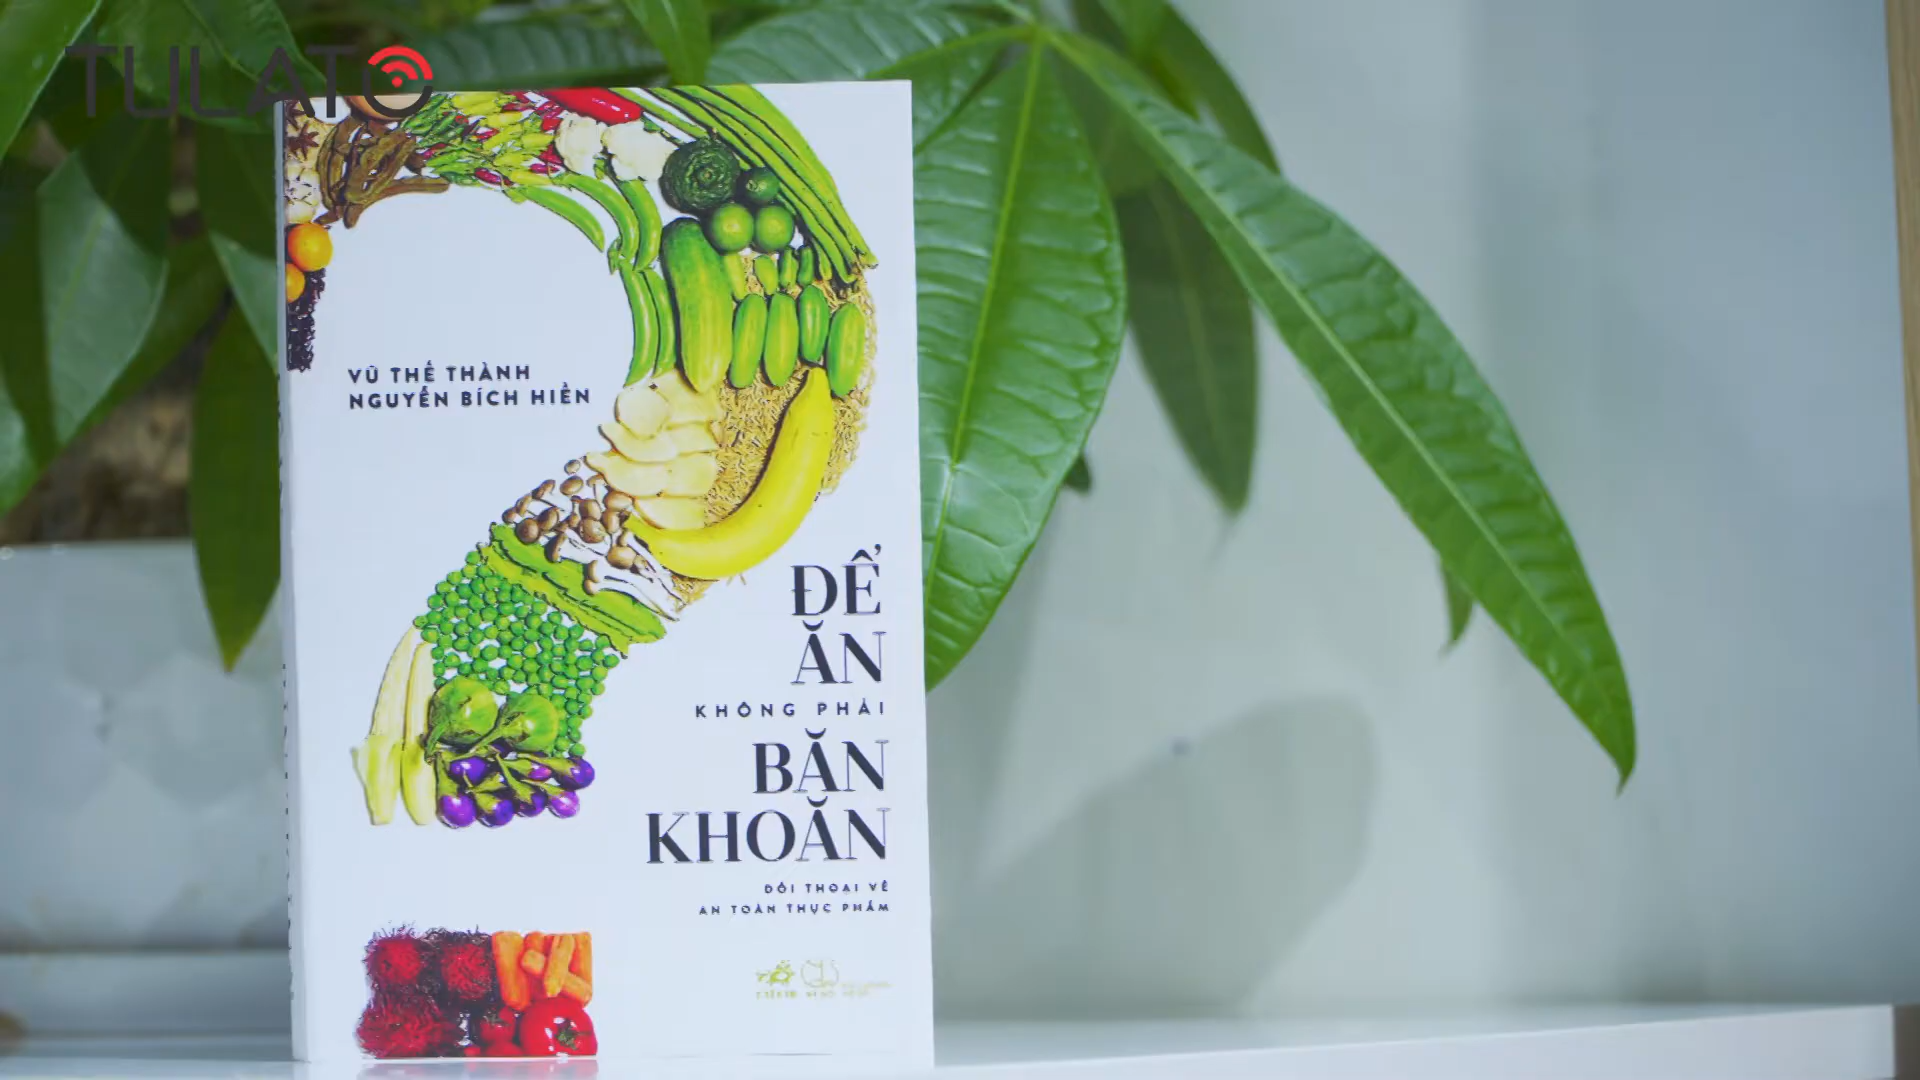 TULATO
VŨ THẾ THÀNH
NGUYỄN BÍCH HIỀN
ĐỂ
ĂN
KHÔNG PHẢI
BĂN
KHOĂN
ĐỐI THOẠI VỀ
AN TOÀN THỰC PHẨM